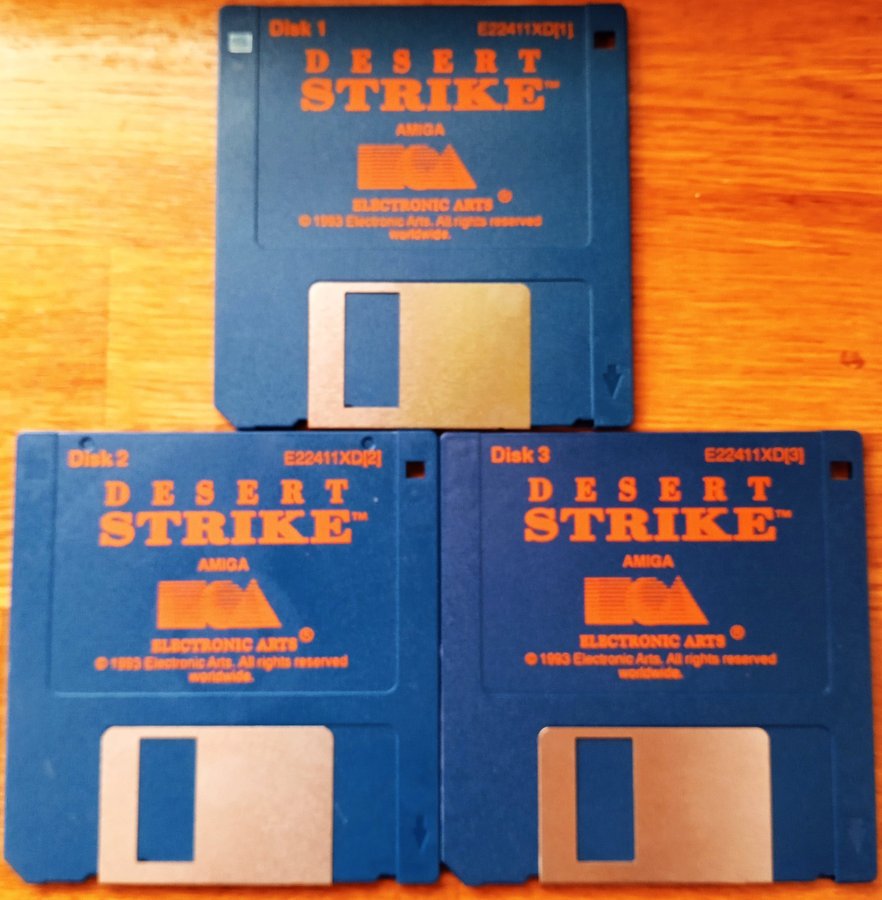 Disk 1 E22411XD[1]
DESERT
STRIKE™
AMIGA
ELECTRONIC ARTS®
© 1993 Electronic Arts. All rights reserved
worldwide.
Disk 2 E22411XD[2]
DESERT
STRIKE™
AMIGA
ELECTRONIC ARTS®
© 1993 Electronic Arts. All rights reserved
worldwide.
Disk 3 E22411XD[3]
DESERT
STRIKE™
AMIGA
ELECTRONIC ARTS®
© 1993 Electronic Arts. All rights reserved
worldwide.